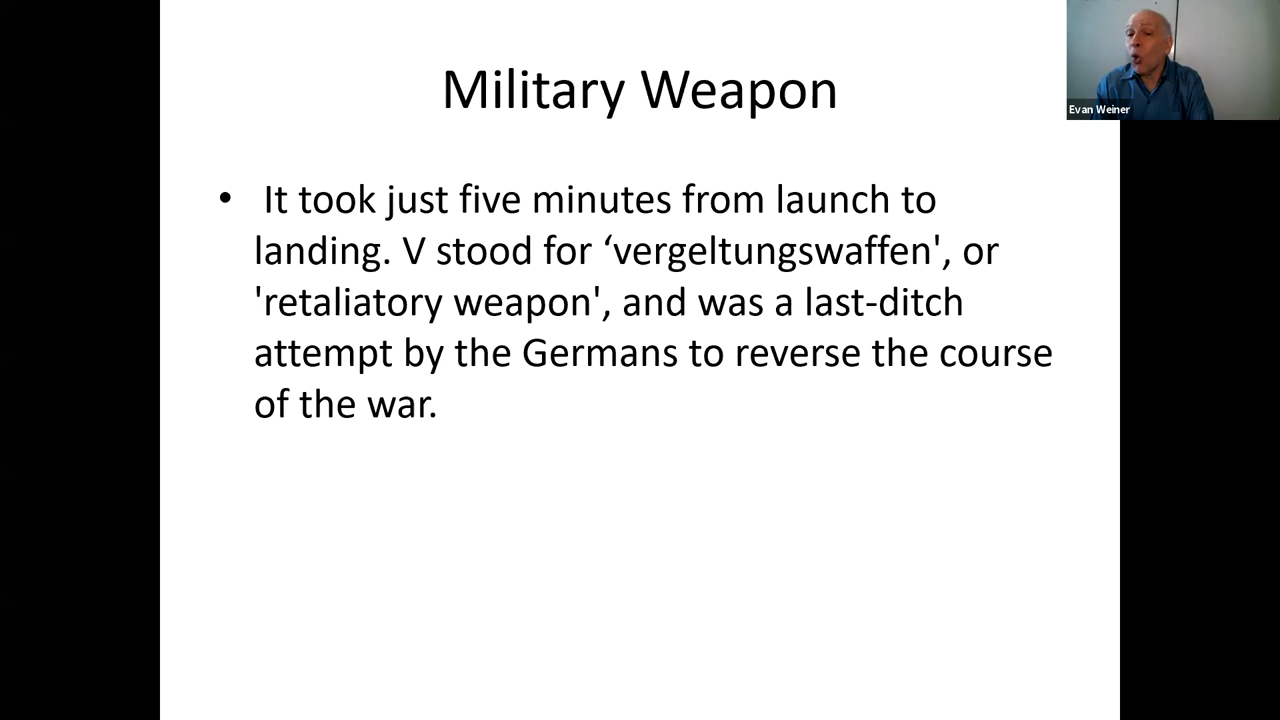 Military Weapon
Evan Weiner
• It took just five minutes from launch to
landing. V stood for ‘vergeltungswaffen', or
'retaliatory weapon', and was a last-ditch
attempt by the Germans to reverse the course
of the war.